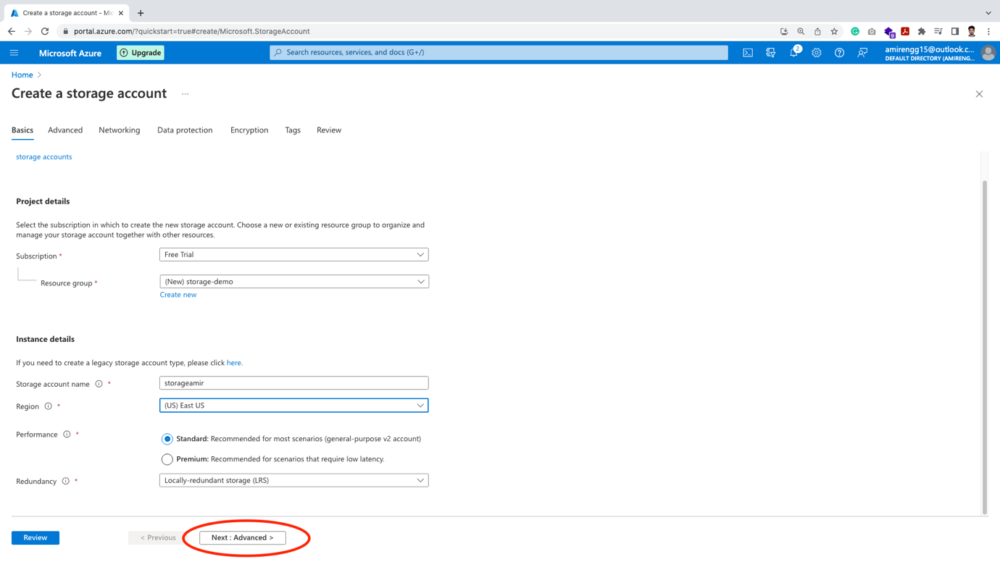 Create a storage account - Mic
portal.azure.com/?quickstart=true#create/Microsoft.StorageAccount
Microsoft Azure
Upgrade
Search resources, services, and docs (G+/)
2
amirengg15@outlook.c...
DEFAULT DIRECTORY (AMIRENG...
Home >
Create a storage account ...
Basics Advanced Networking Data protection Encryption Tags Review
storage accounts
Project details
Select the subscription in which to create the new storage account. Choose a new or existing resource group to organize and
manage your storage account together with other resources.
Subscription * Free Trial
Resource group * (New) storage-demo
Create new
Instance details
If you need to create a legacy storage account type, please click here.
Storage account name * storageamir
Region * (US) East US
Performance * Standard: Recommended for most scenarios (general-purpose v2 account)
Premium: Recommended for scenarios that require low latency.
Redundancy * Locally-redundant storage (LRS)
Review < Previous Next : Advanced >